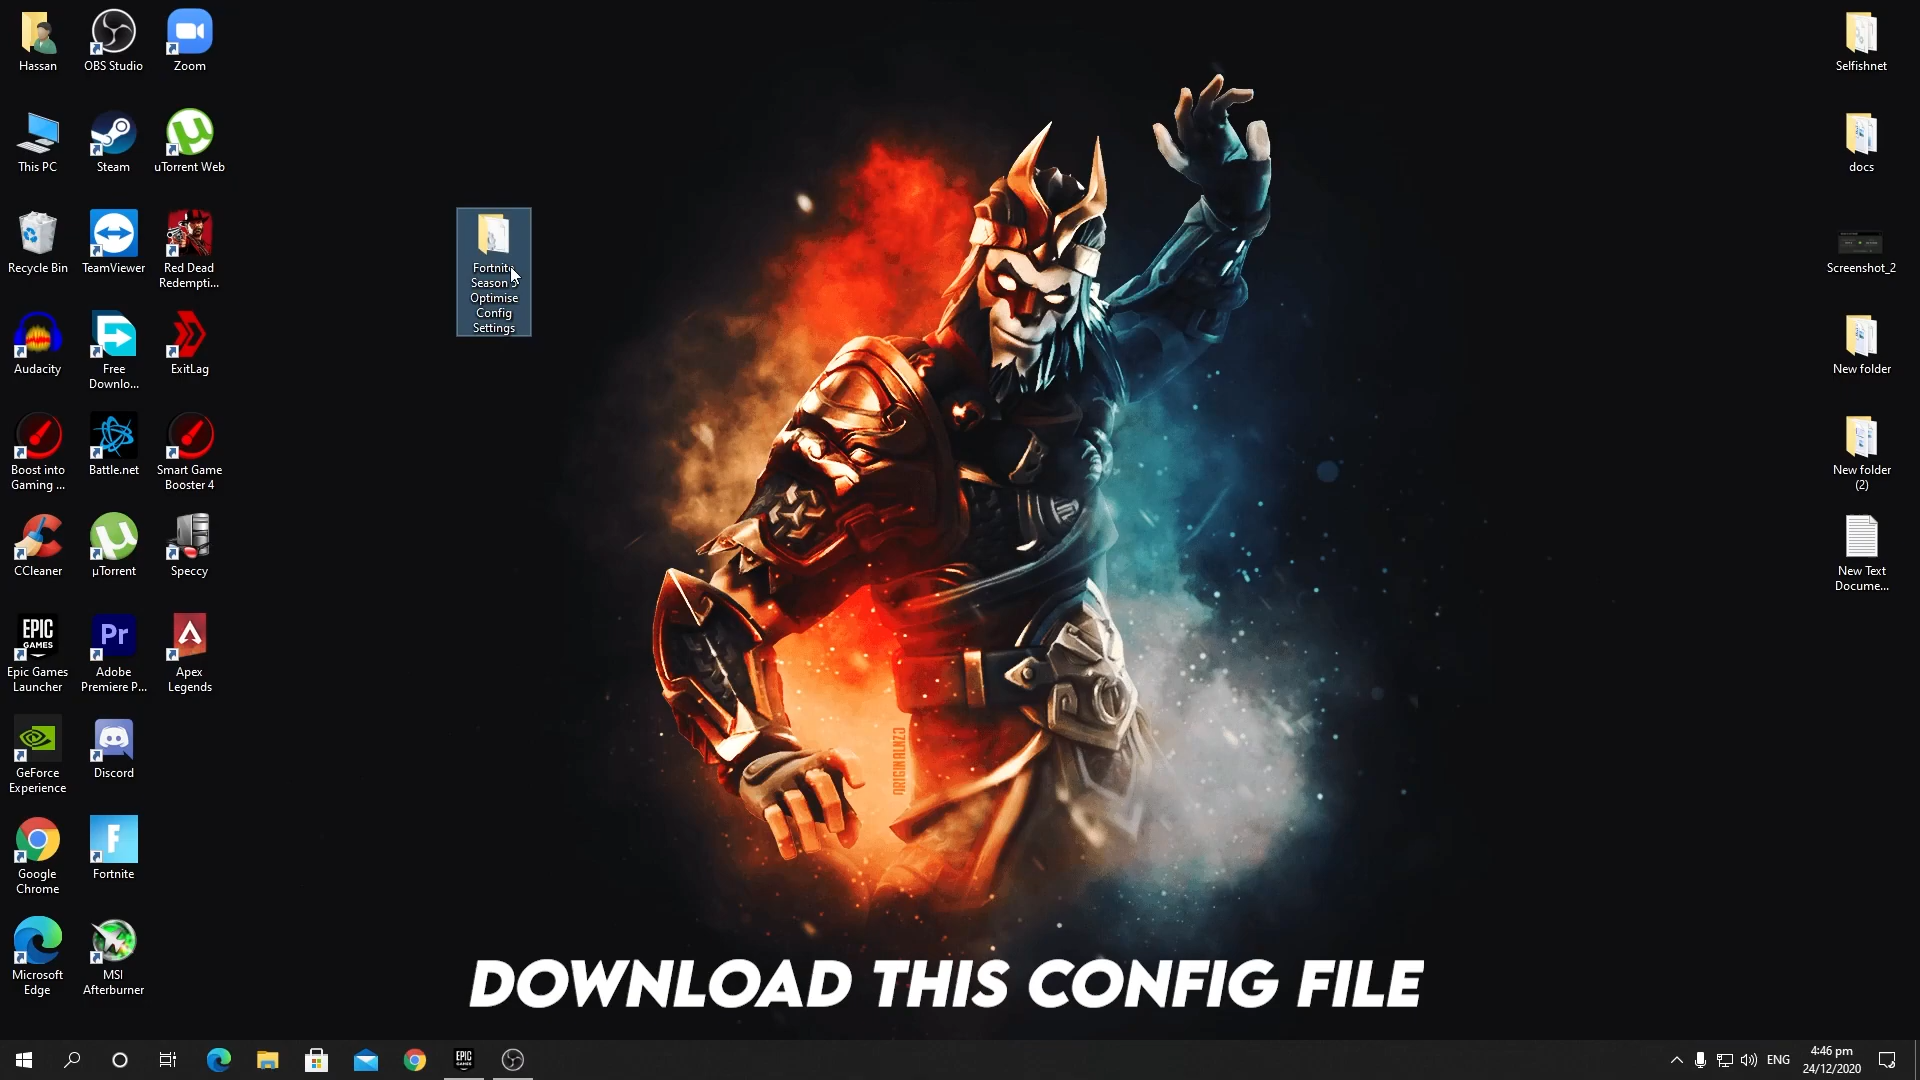 Hassan
OBS Studio
Zoom
This PC
Steam
uTorrent Web
Recycle Bin
TeamViewer
Red Dead
Redempti...
Audacity
Free
Downlo...
ExitLag
Boost into
Gaming ...
Battle.net
Smart Game
Booster 4
CCleaner
µTorrent
Speccy
EPIC
GAMES
Epic Games
Launcher
Pr
Adobe
Premiere P...
Apex
Legends
GeForce
Experience
Discord
Google
Chrome
F
Fortnite
Microsoft
Edge
MSI
Afterburner
Season
Optimise
Config
Settings
Selfishnet
docs
Screenshot_2
New folder
New folder
(2)
New Text
Docume...
ORIGINALNZ3
DOWNLOAD THIS CONFIG FILE
EPIC
GAMES
ENG
4:46 pm
24/12/2020